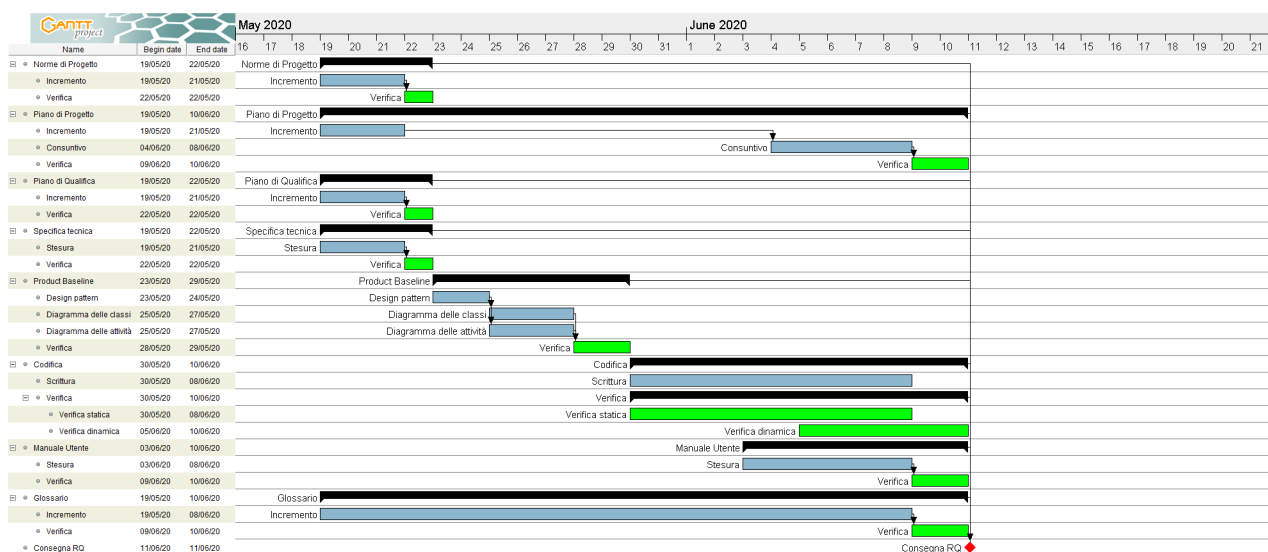 GANTT project
May 2020 June 2020
Name Begin date End date 16 17 18 19 20 21 22 23 24 25 26 27 28 29 30 31 1 2 3 4 5 6 7 8 9 10 11 12 13 14 15 16 17 18 19 20 21
Norme di Progetto 19/05/20 22/05/20 Norme di Progetto
Incremento 19/05/20 21/05/20 Incremento
Verifica 22/05/20 22/05/20 Verifica
Piano di Progetto 19/05/20 10/06/20 Piano di Progetto
Incremento 19/05/20 21/05/20 Incremento
Consuntivo 04/06/20 08/06/20 Consuntivo
Verifica 09/06/20 10/06/20 Verifica
Piano di Qualifica 19/05/20 22/05/20 Piano di Qualifica
Incremento 19/05/20 21/05/20 Incremento
Verifica 22/05/20 22/05/20 Verifica
Specifica tecnica 19/05/20 22/05/20 Specifica tecnica
Stesura 19/05/20 21/05/20 Stesura
Verifica 22/05/20 22/05/20 Verifica
Product Baseline 23/05/20 29/05/20 Product Baseline
Design pattern 23/05/20 24/05/20 Design pattern
Diagramma delle classi 25/05/20 27/05/20 Diagramma delle classi
Diagramma delle attività 25/05/20 27/05/20 Diagramma delle attività
Verifica 28/05/20 29/05/20 Verifica
Codifica 30/05/20 10/06/20 Codifica
Scrittura 30/05/20 08/06/20 Scrittura
Verifica 30/05/20 10/06/20 Verifica
Verifica statica 30/05/20 08/06/20 Verifica statica
Verifica dinamica 05/06/20 10/06/20 Verifica dinamica
Manuale Utente 03/06/20 10/06/20 Manuale Utente
Stesura 03/06/20 08/06/20 Stesura
Verifica 09/06/20 10/06/20 Verifica
Glossario 19/05/20 10/06/20 Glossario
Incremento 19/05/20 08/06/20 Incremento
Verifica 09/06/20 10/06/20 Verifica
Consegna RQ 11/06/20 11/06/20 Consegna RQ